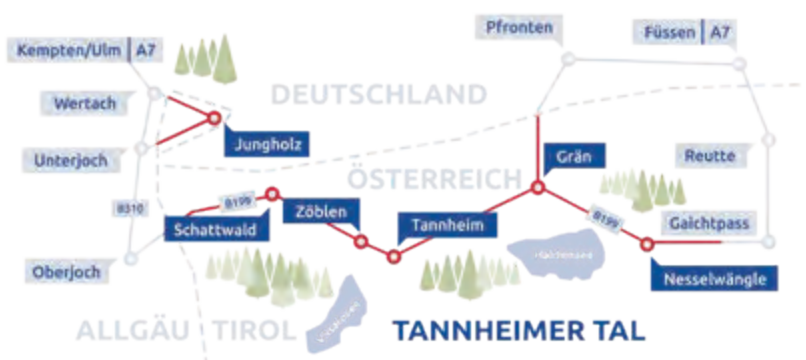 Pfronten
Füssen | A7
Kempten/Ulm | A7
Wertach
DEUTSCHLAND
Jungholz
Unterjoch
Grän
Reutte
ÖSTERREICH
B310
B199
Schattwald
Zöblen
Tannheim
B199
Gaichtpass
Oberjoch
Haldensee
Nesselwängle
ALLGÄU
TIROL
TANNHEIMER TAL